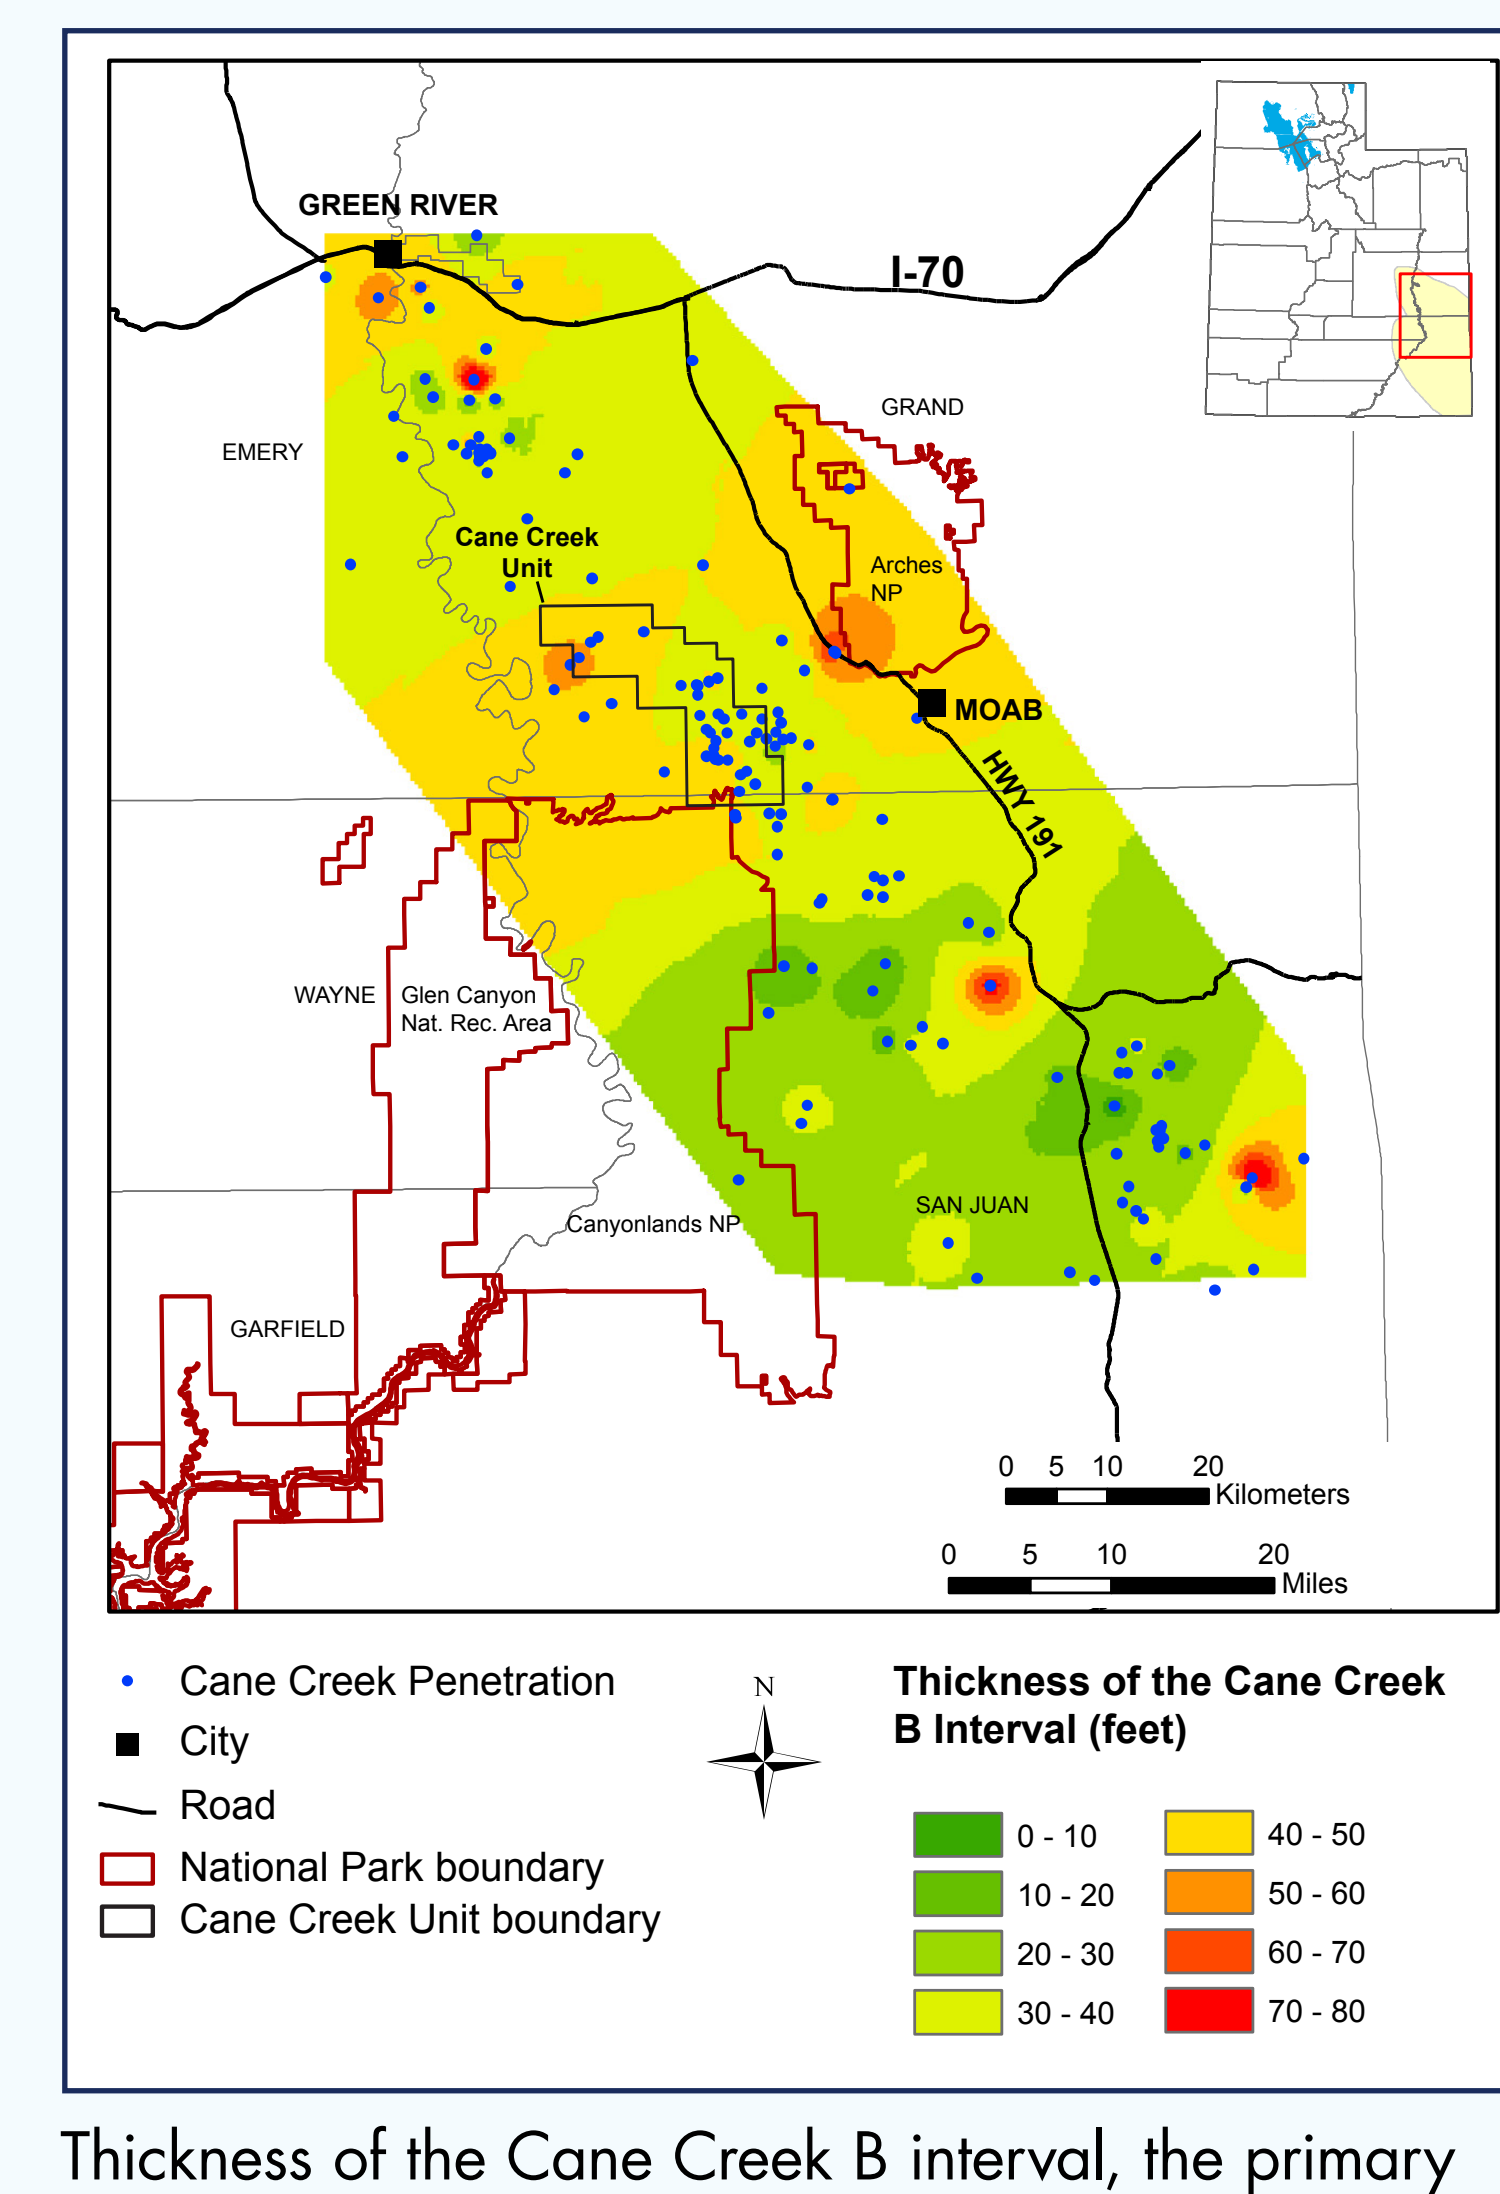 GREEN RIVER
I-70
GRAND
EMERY
Cane Creek
Unit
Arches
NP
MOAB
HWY 191
WAYNE
Glen Canyon
Nat. Rec. Area
SAN JUAN
Canyonlands NP
GARFIELD
0 5 10 20
Kilometers
0 5 10 20
Miles
Cane Creek Penetration
City
Road
National Park boundary
Cane Creek Unit boundary
N
Thickness of the Cane Creek
B Interval (feet)
0 - 10
10 - 20
20 - 30
30 - 40
40 - 50
50 - 60
60 - 70
70 - 80
Thickness of the Cane Creek B interval, the primary